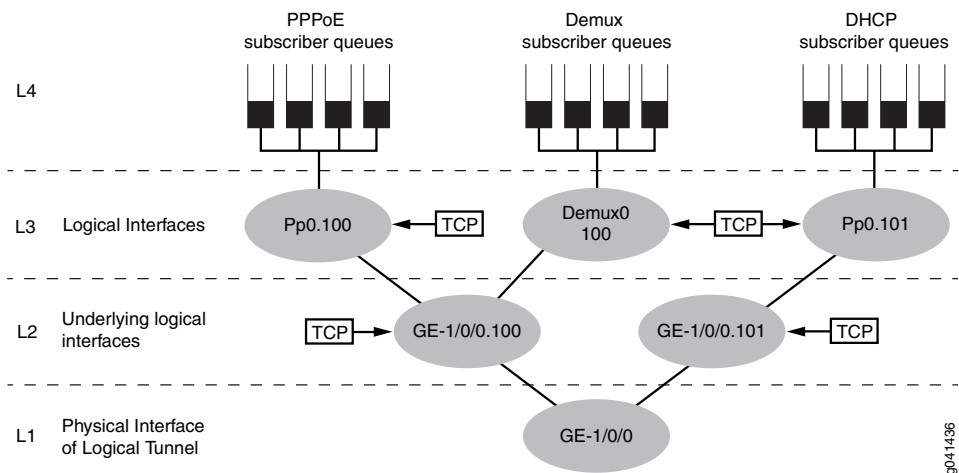 PPPoE
subscriber queues
Demux
subscriber queues
DHCP
subscriber queues
L4
L3
Logical Interfaces
Pp0.100
TCP
Demux0
100
TCP
Pp0.101
L2
Underlying logical
interfaces
TCP
GE-1/0/0.100
GE-1/0/0.101
TCP
L1
Physical Interface
of Logical Tunnel
GE-1/0/0
g041436